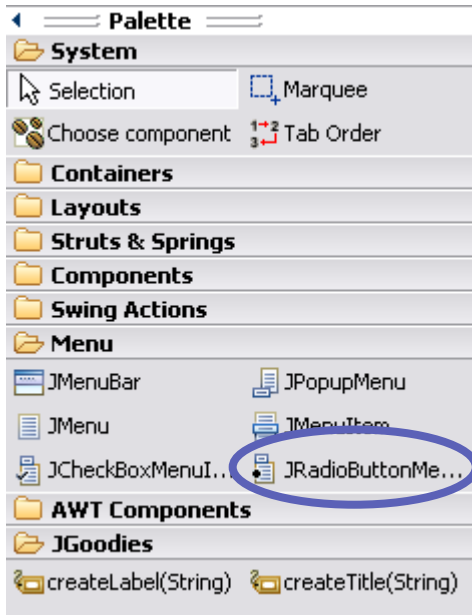 Palette
System
Selection Marquee
Choose component Tab Order
Containers
Layouts
Struts & Springs
Components
Swing Actions
Menu
JMenuBar JPopupMenu
JMenu JMenuItem
JCheckBoxMenuI... JRadioButtonMe...
AWT Components
JGoodies
createLabel(String) createTitle(String)